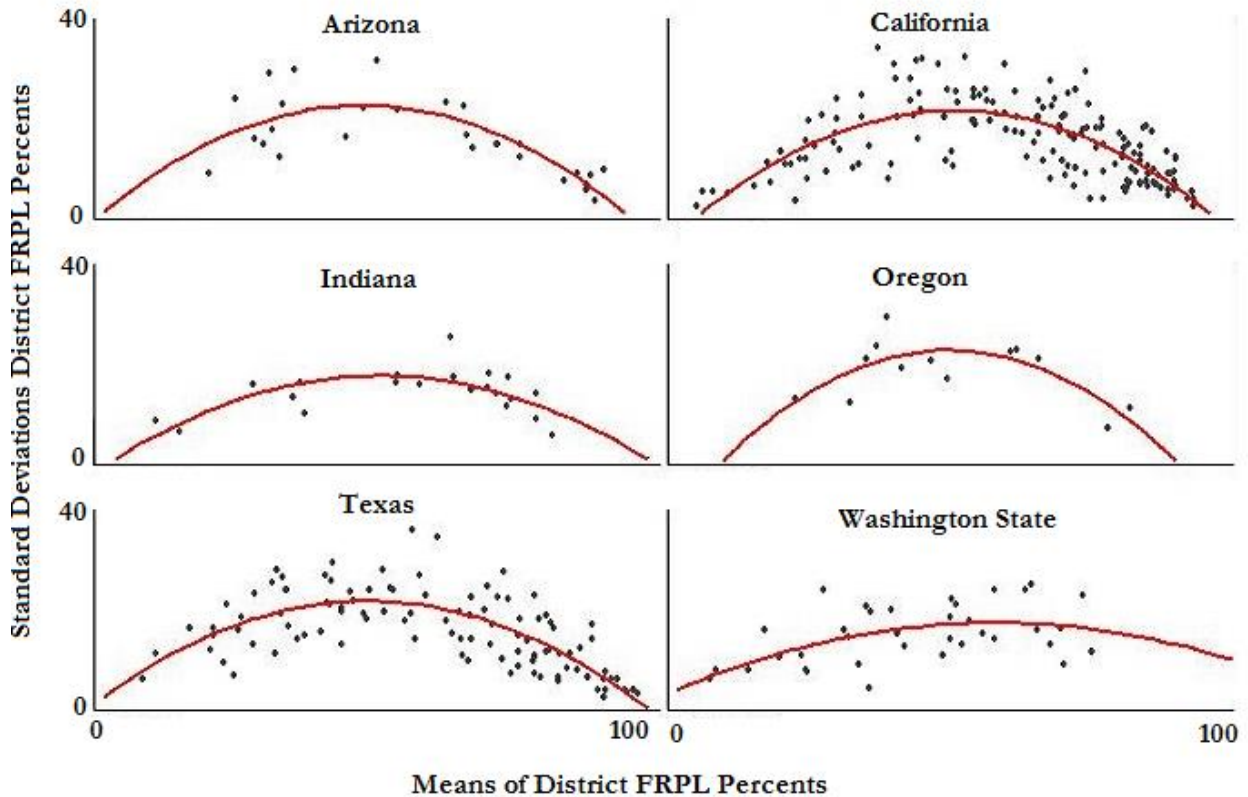 Standard Deviations District FRPL Percents
40
Arizona
California
0
40
Indiana
Oregon
0
40
Texas
Washington State
0
0
100
0
100
Means of District FRPL Percents